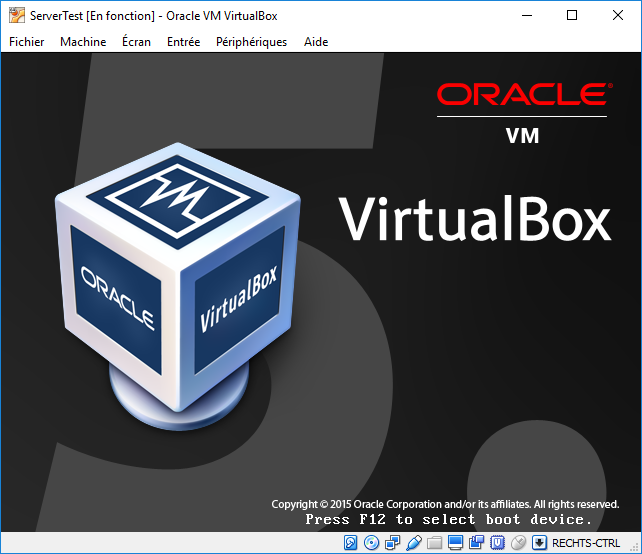 ServerTest [En fonction] - Oracle VM VirtualBox
Fichier Machine Écran Entrée Périphériques Aide
ORACLE®
VM
VirtualBox
ORACLE
VirtualBox
5.
Copyright © 2015 Oracle Corporation and/or its affiliates. All rights reserved.
Press F12 to select boot device.
RECHTS-CTRL